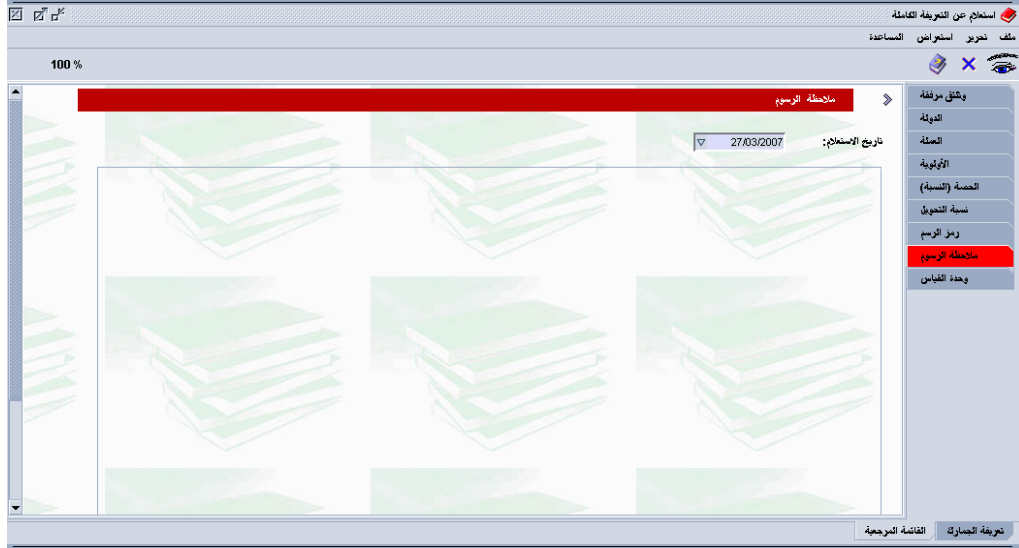 استعلام عن التعريفة الكاملة
ملف تحرير استعراض المساعدة
100 %
وثائق مرفقة
الدولة
العملة
الأولوية
الحصة (النسبة)
نسبة التحويل
رمز الرسم
ملاحظة الرسوم
وحدة القياس
ملاحظة الرسوم
تاريخ الاستعلام: 27/03/2007
تعريفة الجمارك القائمة المرجعية